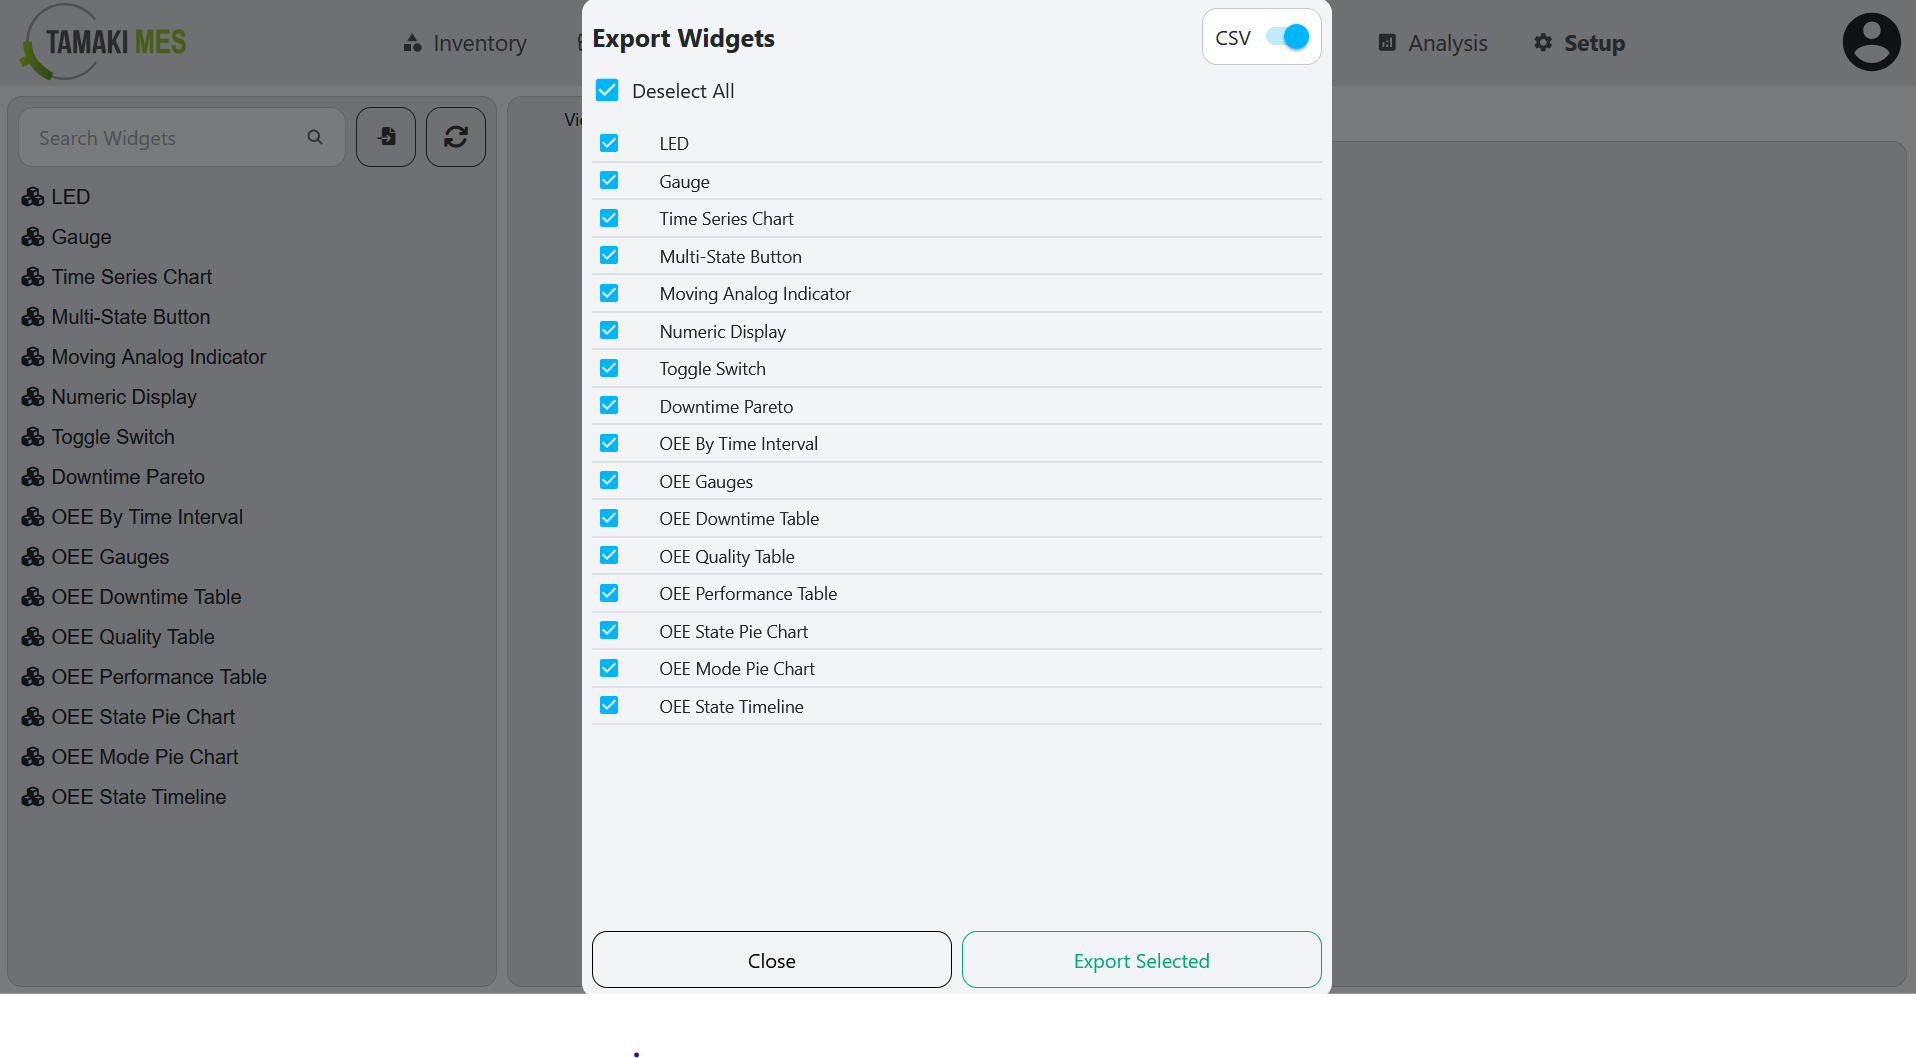 TAMAKI MES
Inventory
Analysis
Setup
Export Widgets
CSV
Deselect All
LED
Gauge
Time Series Chart
Multi-State Button
Moving Analog Indicator
Numeric Display
Toggle Switch
Downtime Pareto
OEE By Time Interval
OEE Gauges
OEE Downtime Table
OEE Quality Table
OEE Performance Table
OEE State Pie Chart
OEE Mode Pie Chart
OEE State Timeline
Close
Export Selected
Search Widgets
LED
Gauge
Time Series Chart
Multi-State Button
Moving Analog Indicator
Numeric Display
Toggle Switch
Downtime Pareto
OEE By Time Interval
OEE Gauges
OEE Downtime Table
OEE Quality Table
OEE Performance Table
OEE State Pie Chart
OEE Mode Pie Chart
OEE State Timeline